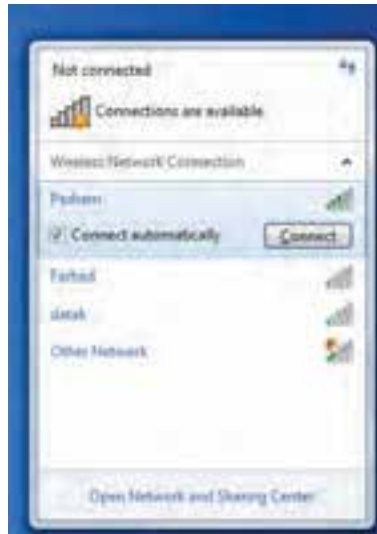 Not connected
Connections are available
Wireless Network Connection
Pedram
Connect automatically
Connect
Farhad
datak
Other Network
Open Network and Sharing Center